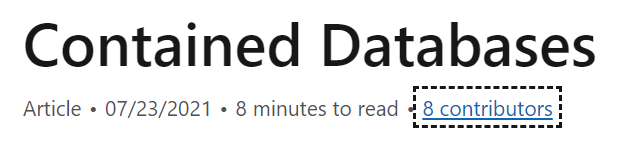 Contained Databases
Article • 07/23/2021 • 8 minutes to read • 8 contributors